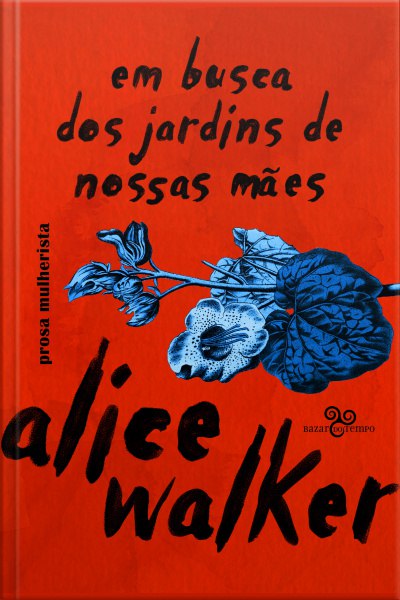 em busca
dos jardins de
nossas mães
prosa mulherista
BAZAR DO TEMPO
alice
walker